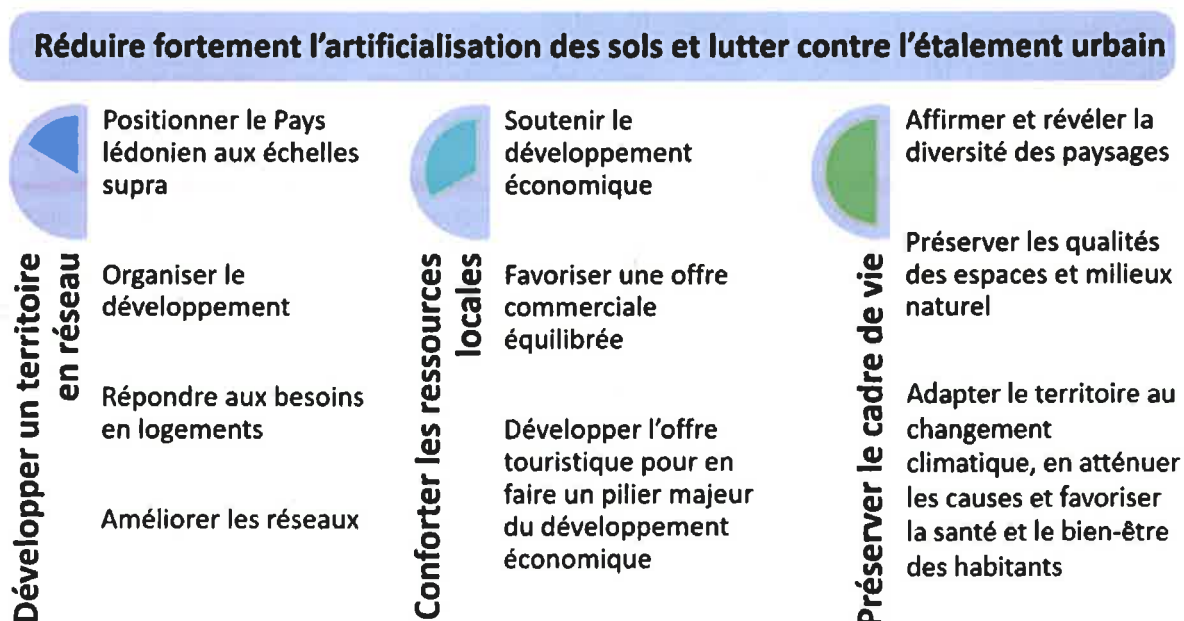 Réduire fortement l'artificialisation des sols et lutter contre l'étalement urbain
Développer un territoire
en réseau
Positionner le Pays
lédonien aux échelles
supra
Organiser le
développement
Répondre aux besoins
en logements
Améliorer les réseaux
Conforter les ressources
locales
Soutenir le
développement
économique
Favoriser une offre
commerciale
équilibrée
Développer l'offre
touristique pour en
faire un pilier majeur
du développement
économique
Préserver le cadre de vie
Affirmer et révéler la
diversité des paysages
Préserver les qualités
des espaces et milieux
naturel
Adapter le territoire au
changement
climatique, en atténuer
les causes et favoriser
la santé et le bien-être
des habitants